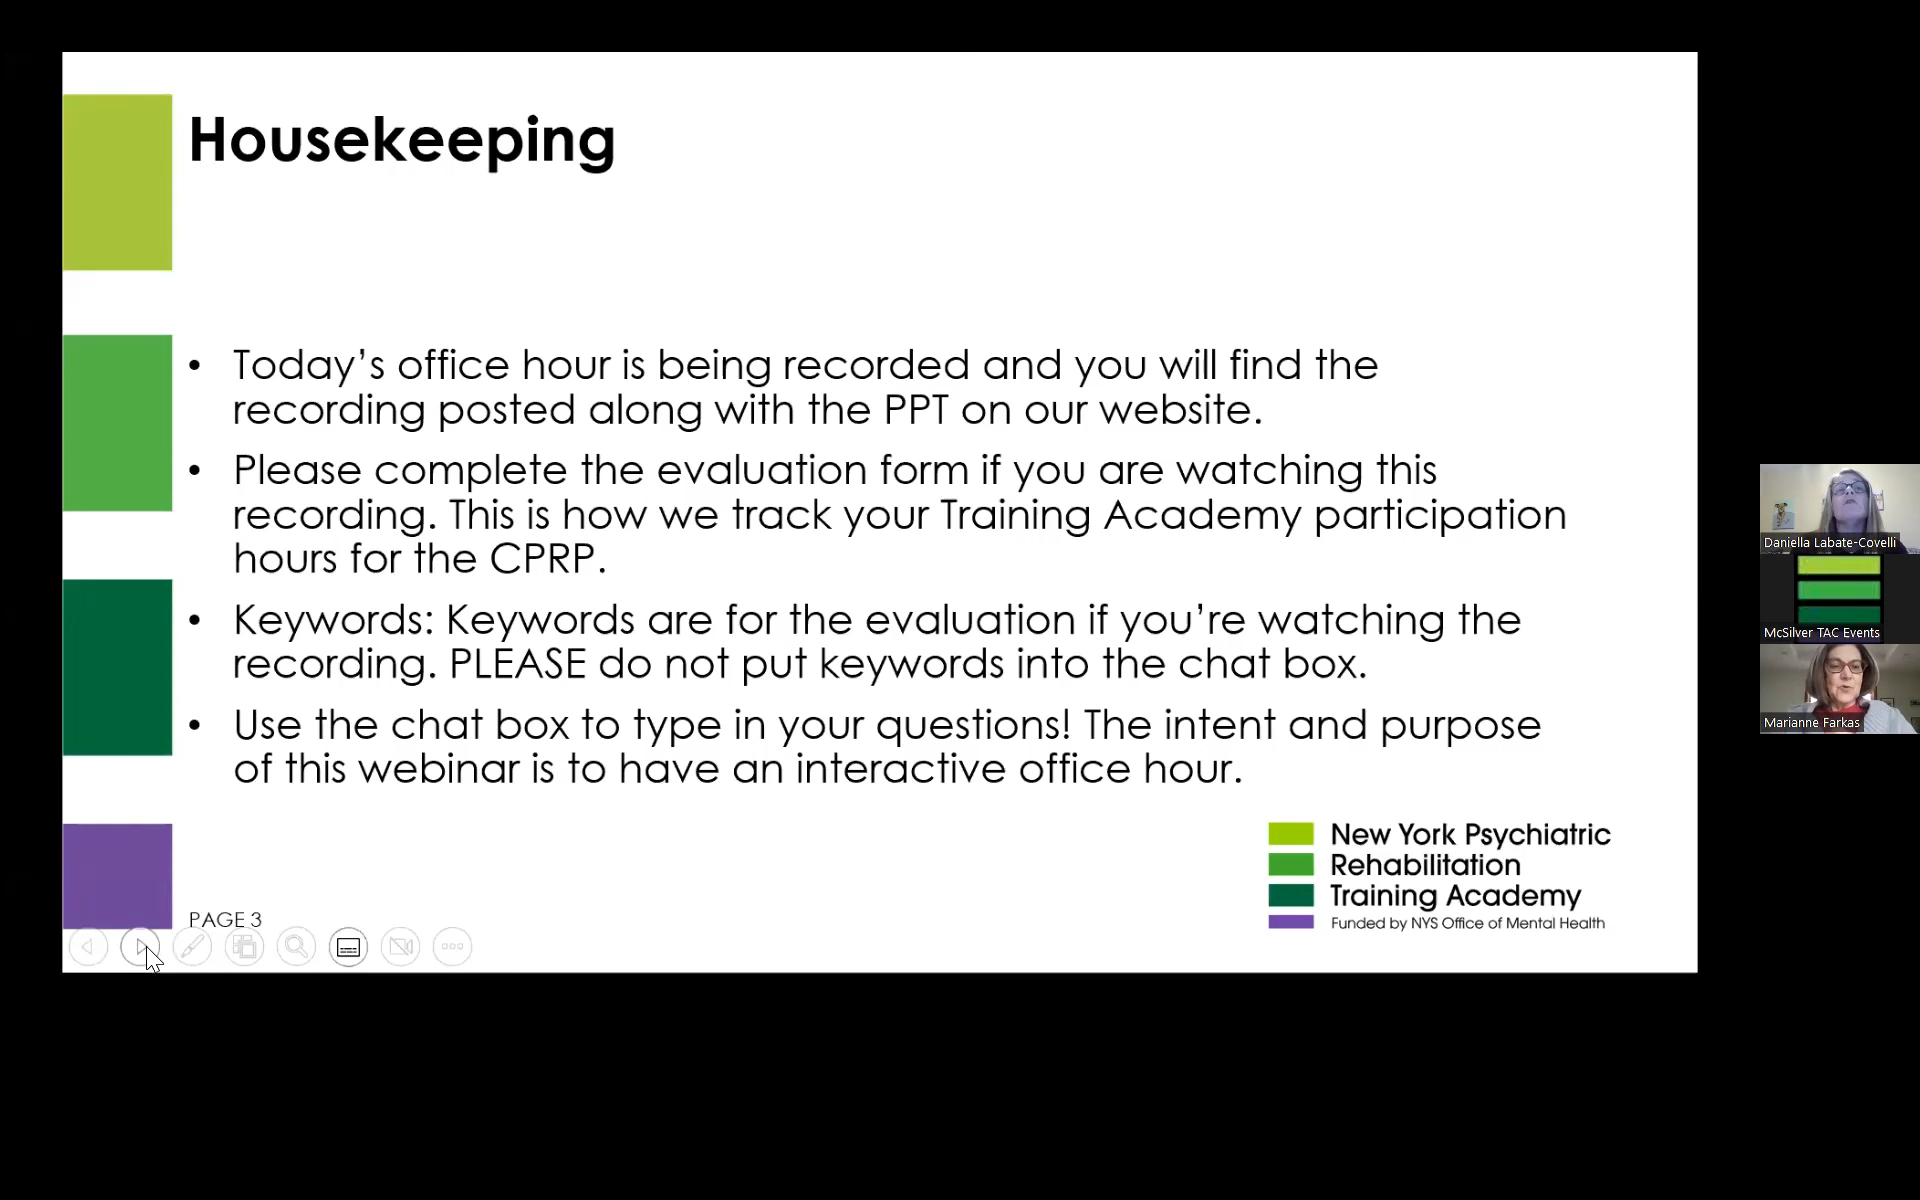 Housekeeping
• Today’s office hour is being recorded and you will find the
recording posted along with the PPT on our website.
• Please complete the evaluation form if you are watching this
recording. This is how we track your Training Academy participation
hours for the CPRP.
• Keywords: Keywords are for the evaluation if you’re watching the
recording. PLEASE do not put keywords into the chat box.
• Use the chat box to type in your questions! The intent and purpose
of this webinar is to have an interactive office hour.
New York Psychiatric
Rehabilitation
Training Academy
Funded by NYS Office of Mental Health
PAGE 3
Daniella Labate-Covelli
McSilver TAC Events
Marianne Farkas